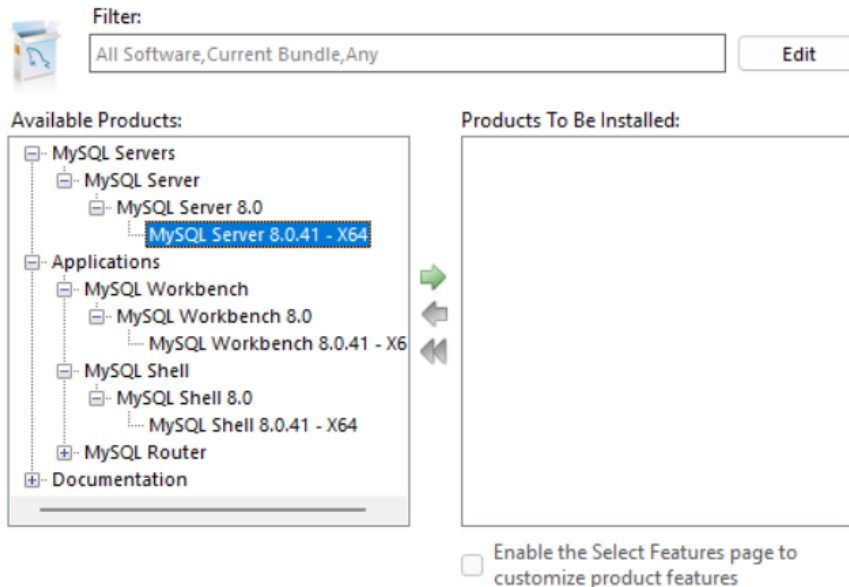 Filter:
All Software,Current Bundle,Any
Edit
Available Products:
MySQL Servers
MySQL Server
MySQL Server 8.0
MySQL Server 8.0.41 - X64
Applications
MySQL Workbench
MySQL Workbench 8.0
MySQL Workbench 8.0.41 - X6
MySQL Shell
MySQL Shell 8.0
MySQL Shell 8.0.41 - X64
MySQL Router
Documentation
Products To Be Installed:
Enable the Select Features page to
customize product features